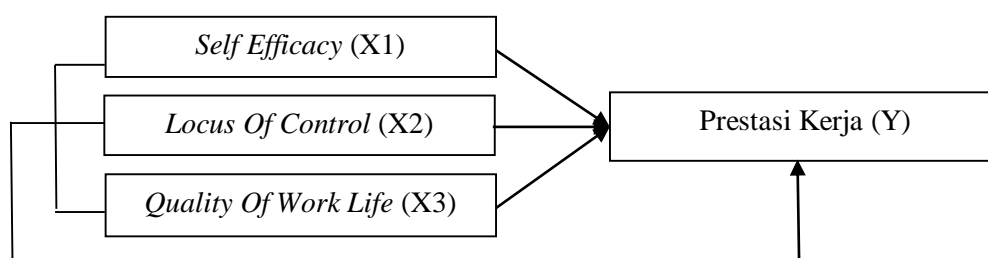 Self Efficacy (X1)
Locus Of Control (X2)
Prestasi Kerja (Y)
Quality Of Work Life (X3)